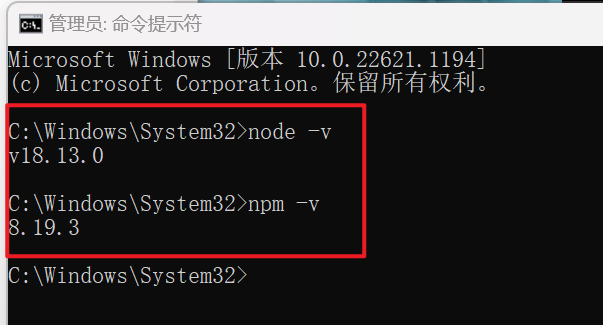 管理员: 命令提示符
Microsoft Windows [版本 10.0.22621.1194]
(c) Microsoft Corporation。保留所有权利。
C:\Windows\System32>node -v
v18.13.0
C:\Windows\System32>npm -v
8.19.3
C:\Windows\System32>